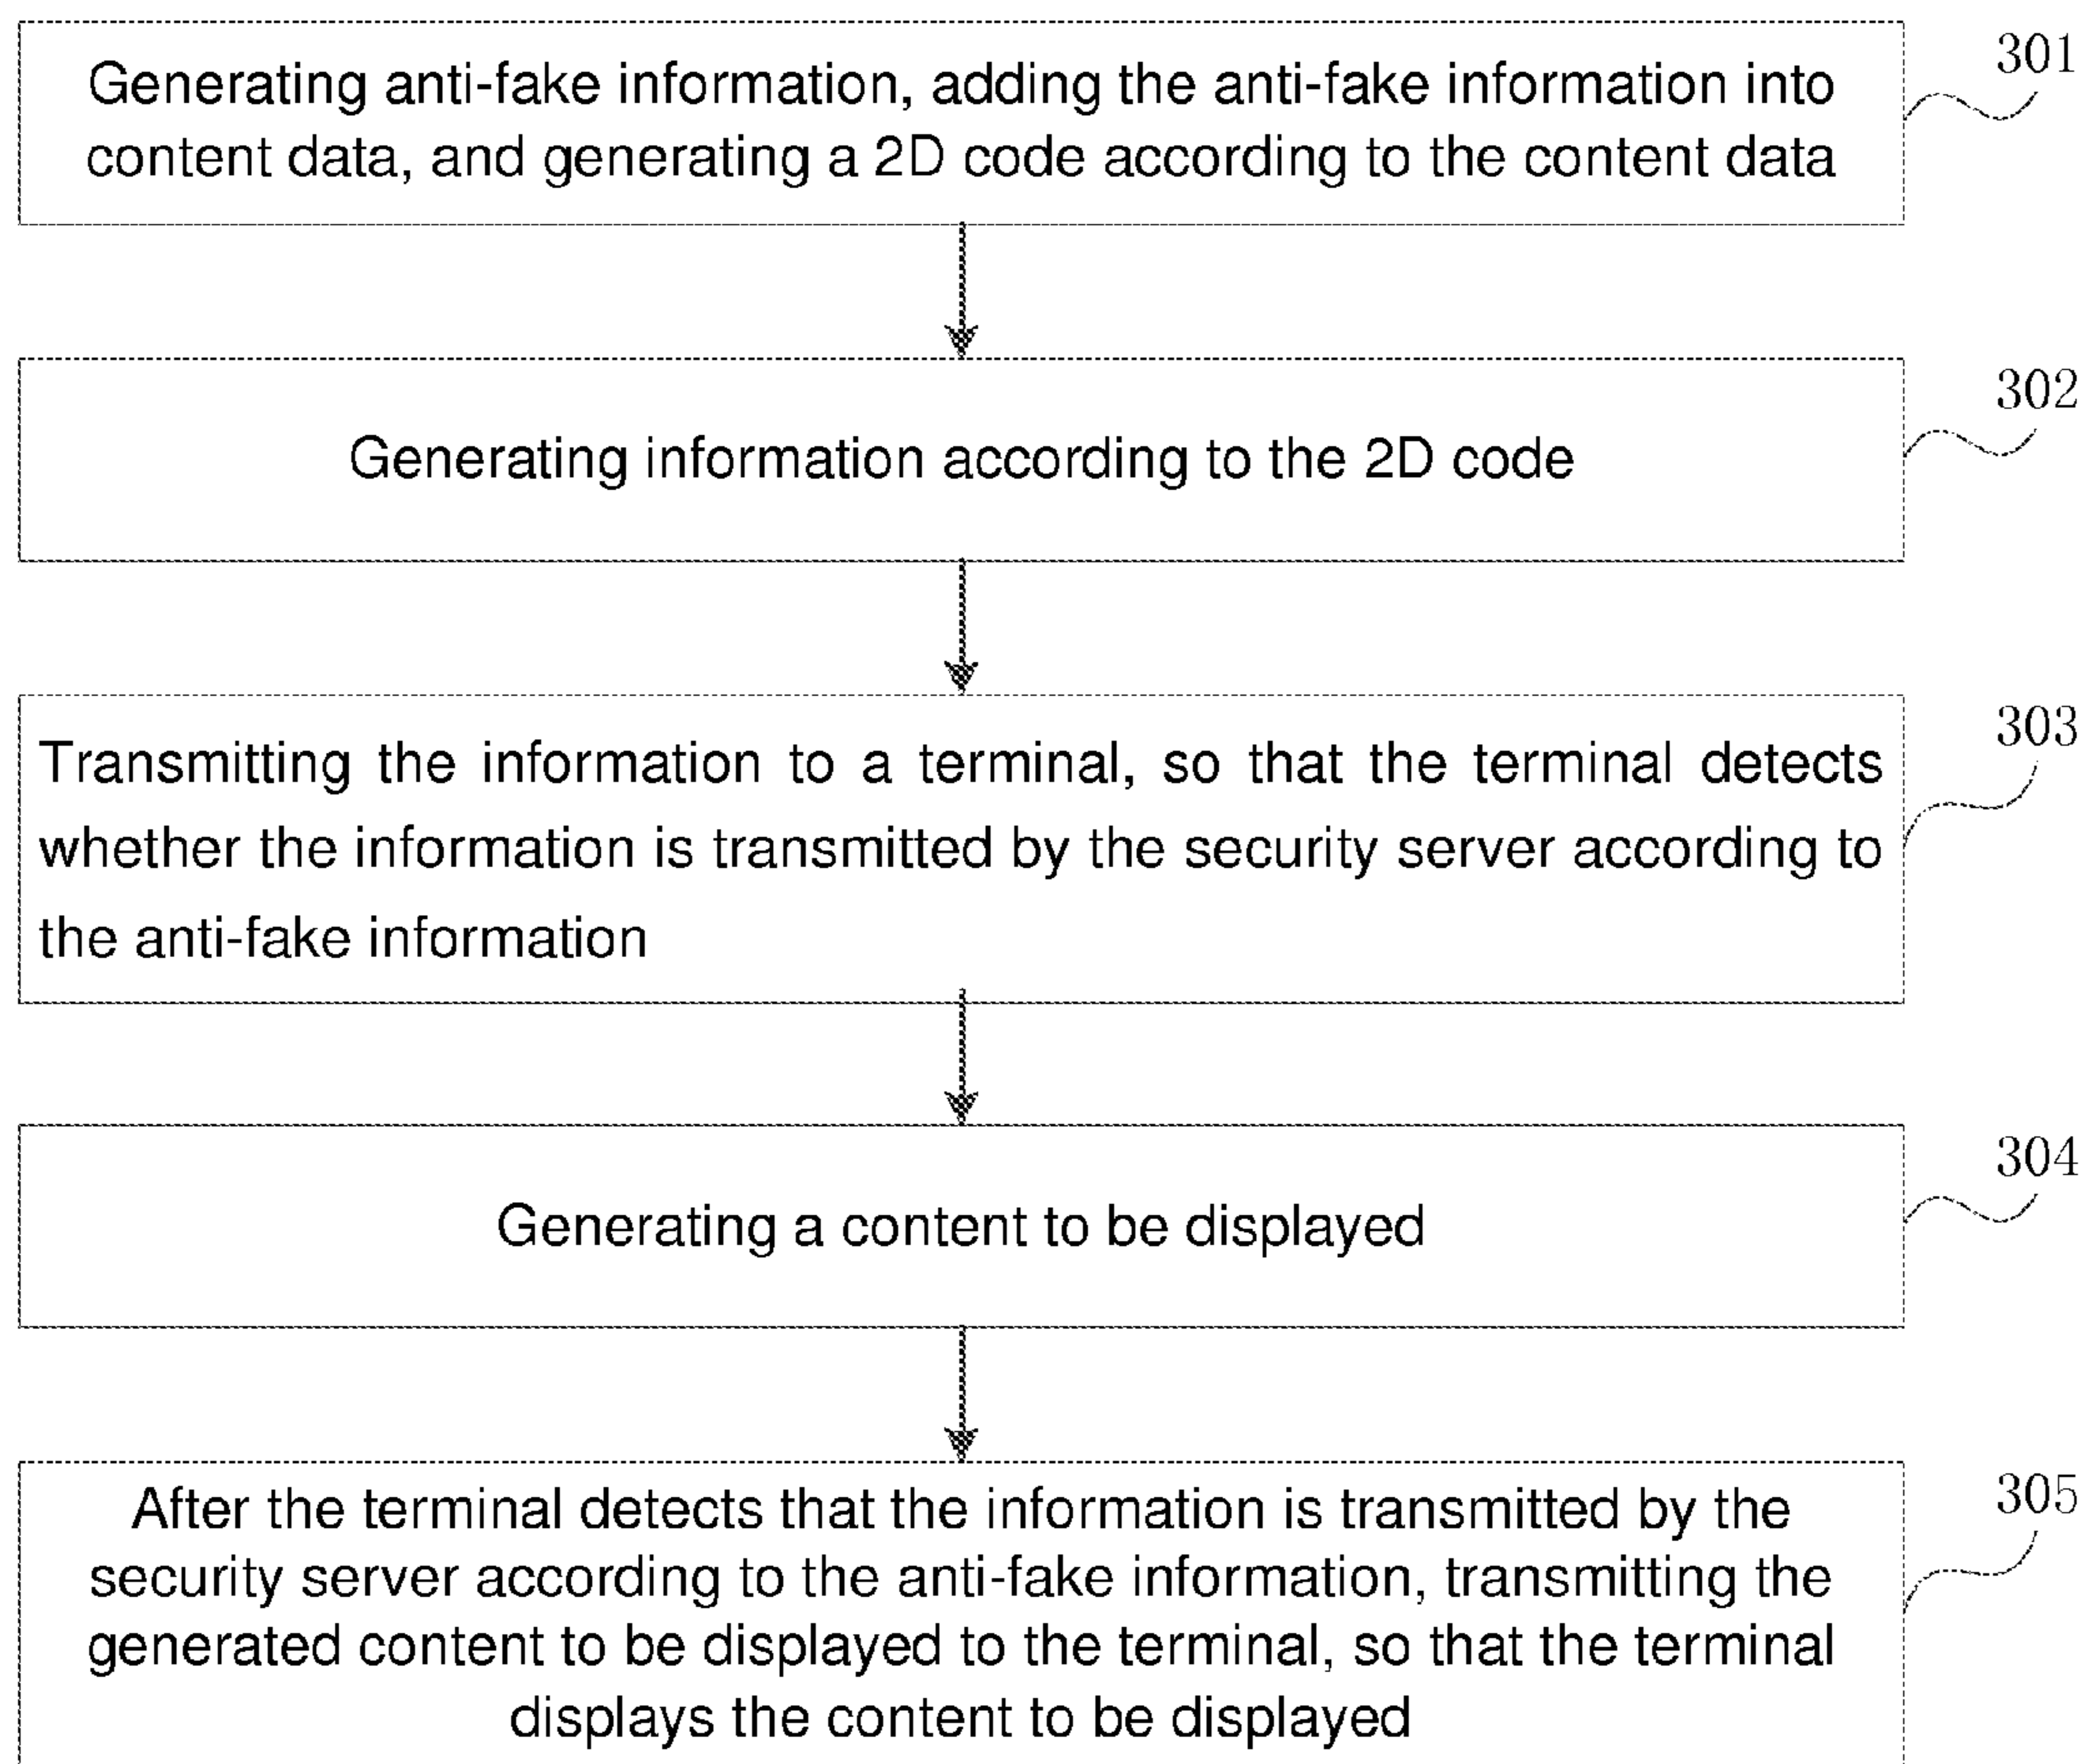 301
Generating anti-fake information, adding the anti-fake information into
content data, and generating a 2D code according to the content data
302
Generating information according to the 2D code
303
Transmitting the information to a terminal, so that the terminal detects
whether the information is transmitted by the security server according to
the anti-fake information
304
Generating a content to be displayed
305
After the terminal detects that the information is transmitted by the
security server according to the anti-fake information, transmitting the
generated content to be displayed to the terminal, so that the terminal
displays the content to be displayed